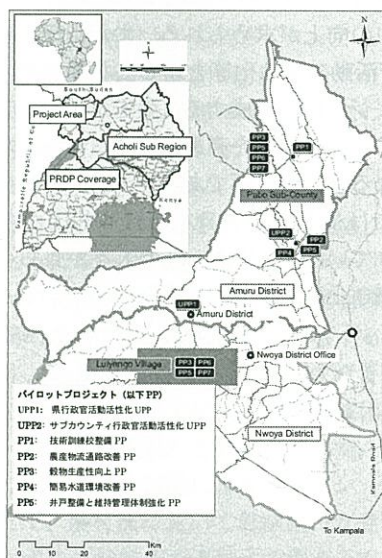 South Sudan
Project Area
Acholi Sub Region
PRDP Coverage
Kenya
PP3
PP5
PP6
PP7
PP1
Pabo Sub-County
UPP2
PP2
PP4
PP5
Amuru District
UPP1
Amuru District
Nwoya District Office
Lulyango Village
PP3
PP6
PP5
PP7
Nwoya District
To Kampala
パイロットプロジェクト (以下 PP)
UPP1: 県行政官活動活性化 UPP
UPP2: サブカウンティ行政官活動活性化 UPP
PP1: 技術訓練校整備 PP
PP2: 農産物流通路改善 PP
PP3: 穀物生産性向上 PP
PP4: 簡易水道環境改善 PP
PP5: 井戸整備と維持管理体制強化 PP
0
20
40
Km